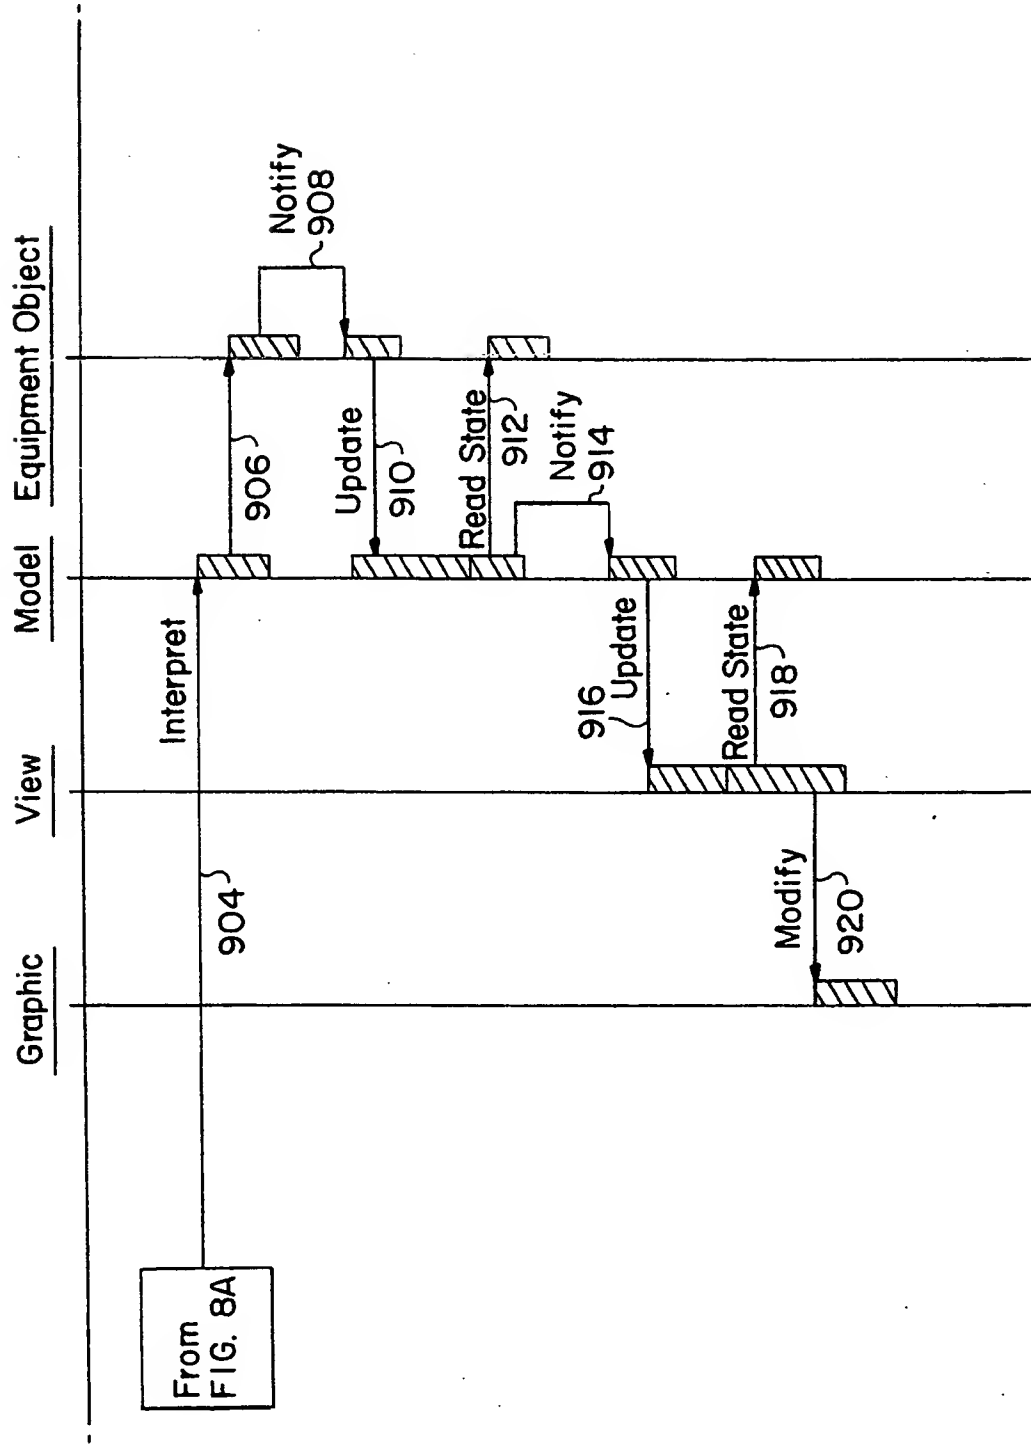 Graphic
View
Model
Equipment Object
From
FIG. 8A
904
Interpret
906
Notify
908
Update
910
Read State
912
Notify
914
916
Update
Read State
918
Modify
920